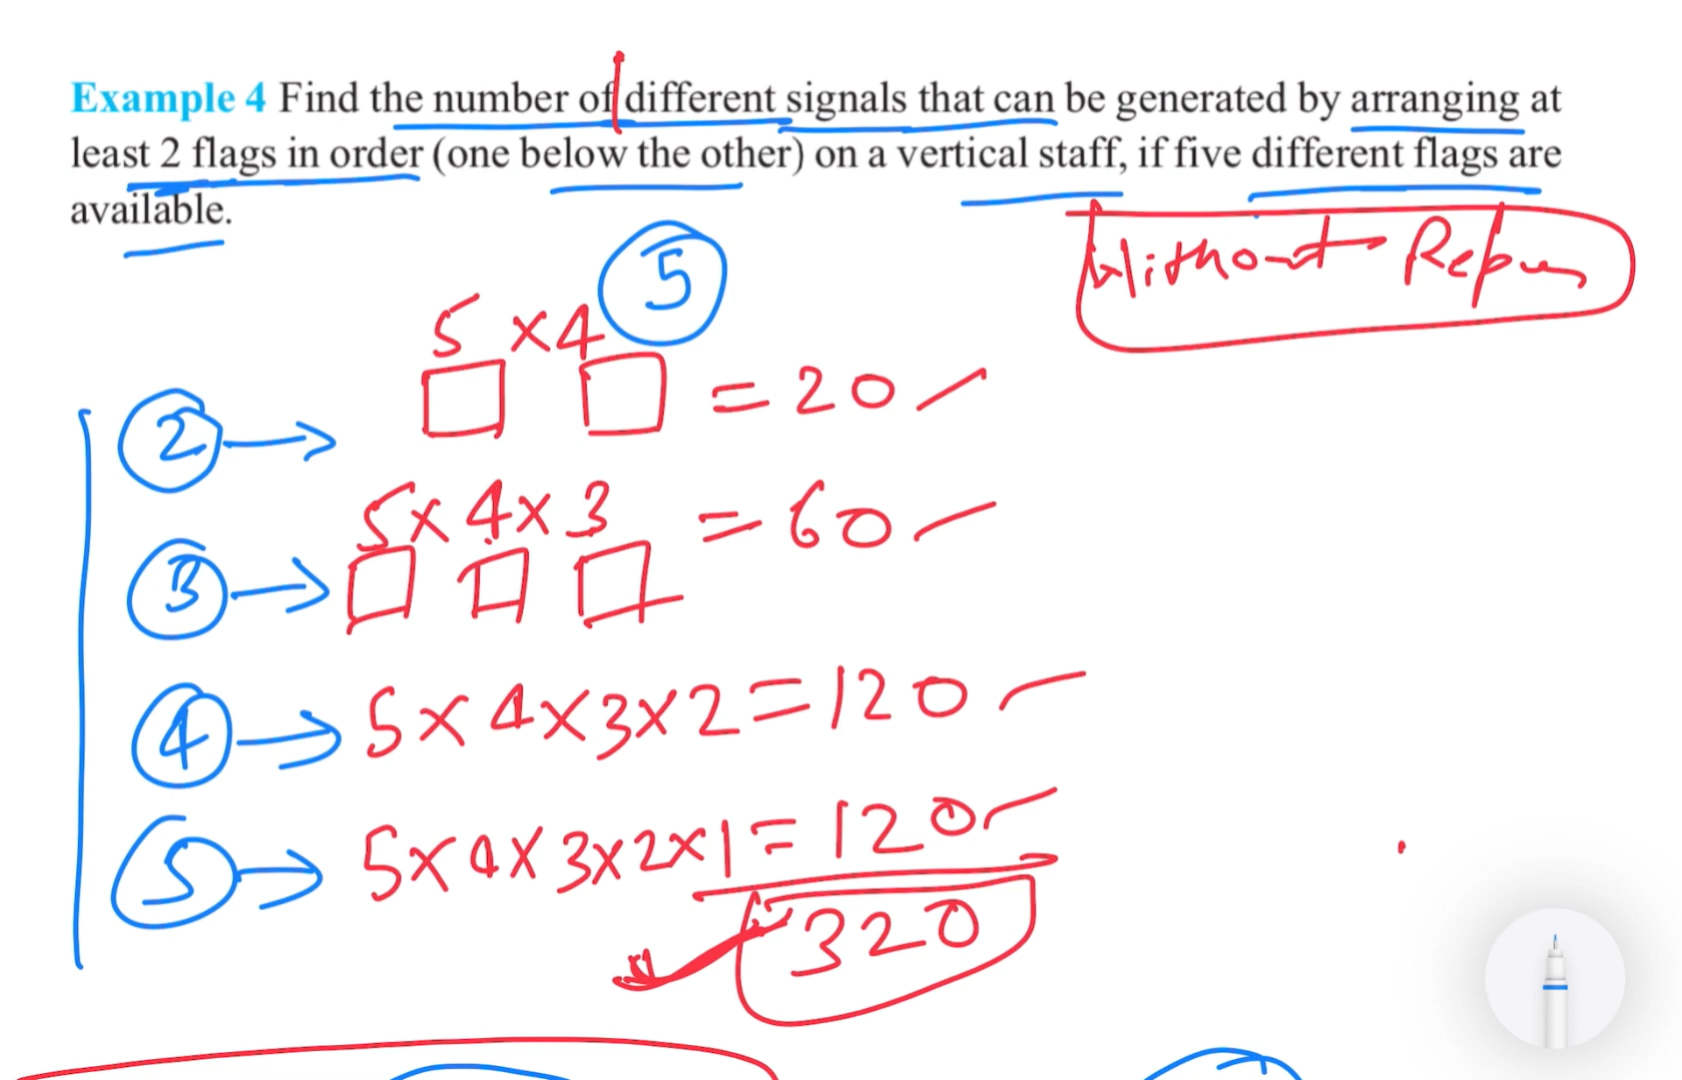 Example 4 Find the number of different signals that can be generated by arranging at
least 2 flags in order (one below the other) on a vertical staff, if five different flags are
available.
Without
5
5 × 4
2 → = 20
5 × 4 × 3 = 60
3 →
4 → 5 × 4 × 3 × 2 = 120
5 → 5 × 4 × 3 × 2 × 1 = 120
320